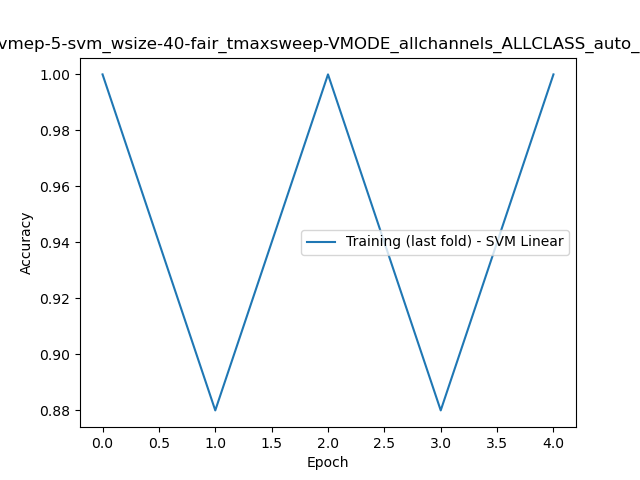 vmep-5-svm_wsize-40-fair_tmaxsweep-VMODE_allchannels_ALLCLASS_auto_
1.00
0.98
0.96
0.94
0.92
0.90
0.88
Accuracy
Training (last fold) - SVM Linear
0.0 0.5 1.0 1.5 2.0 2.5 3.0 3.5 4.0
Epoch